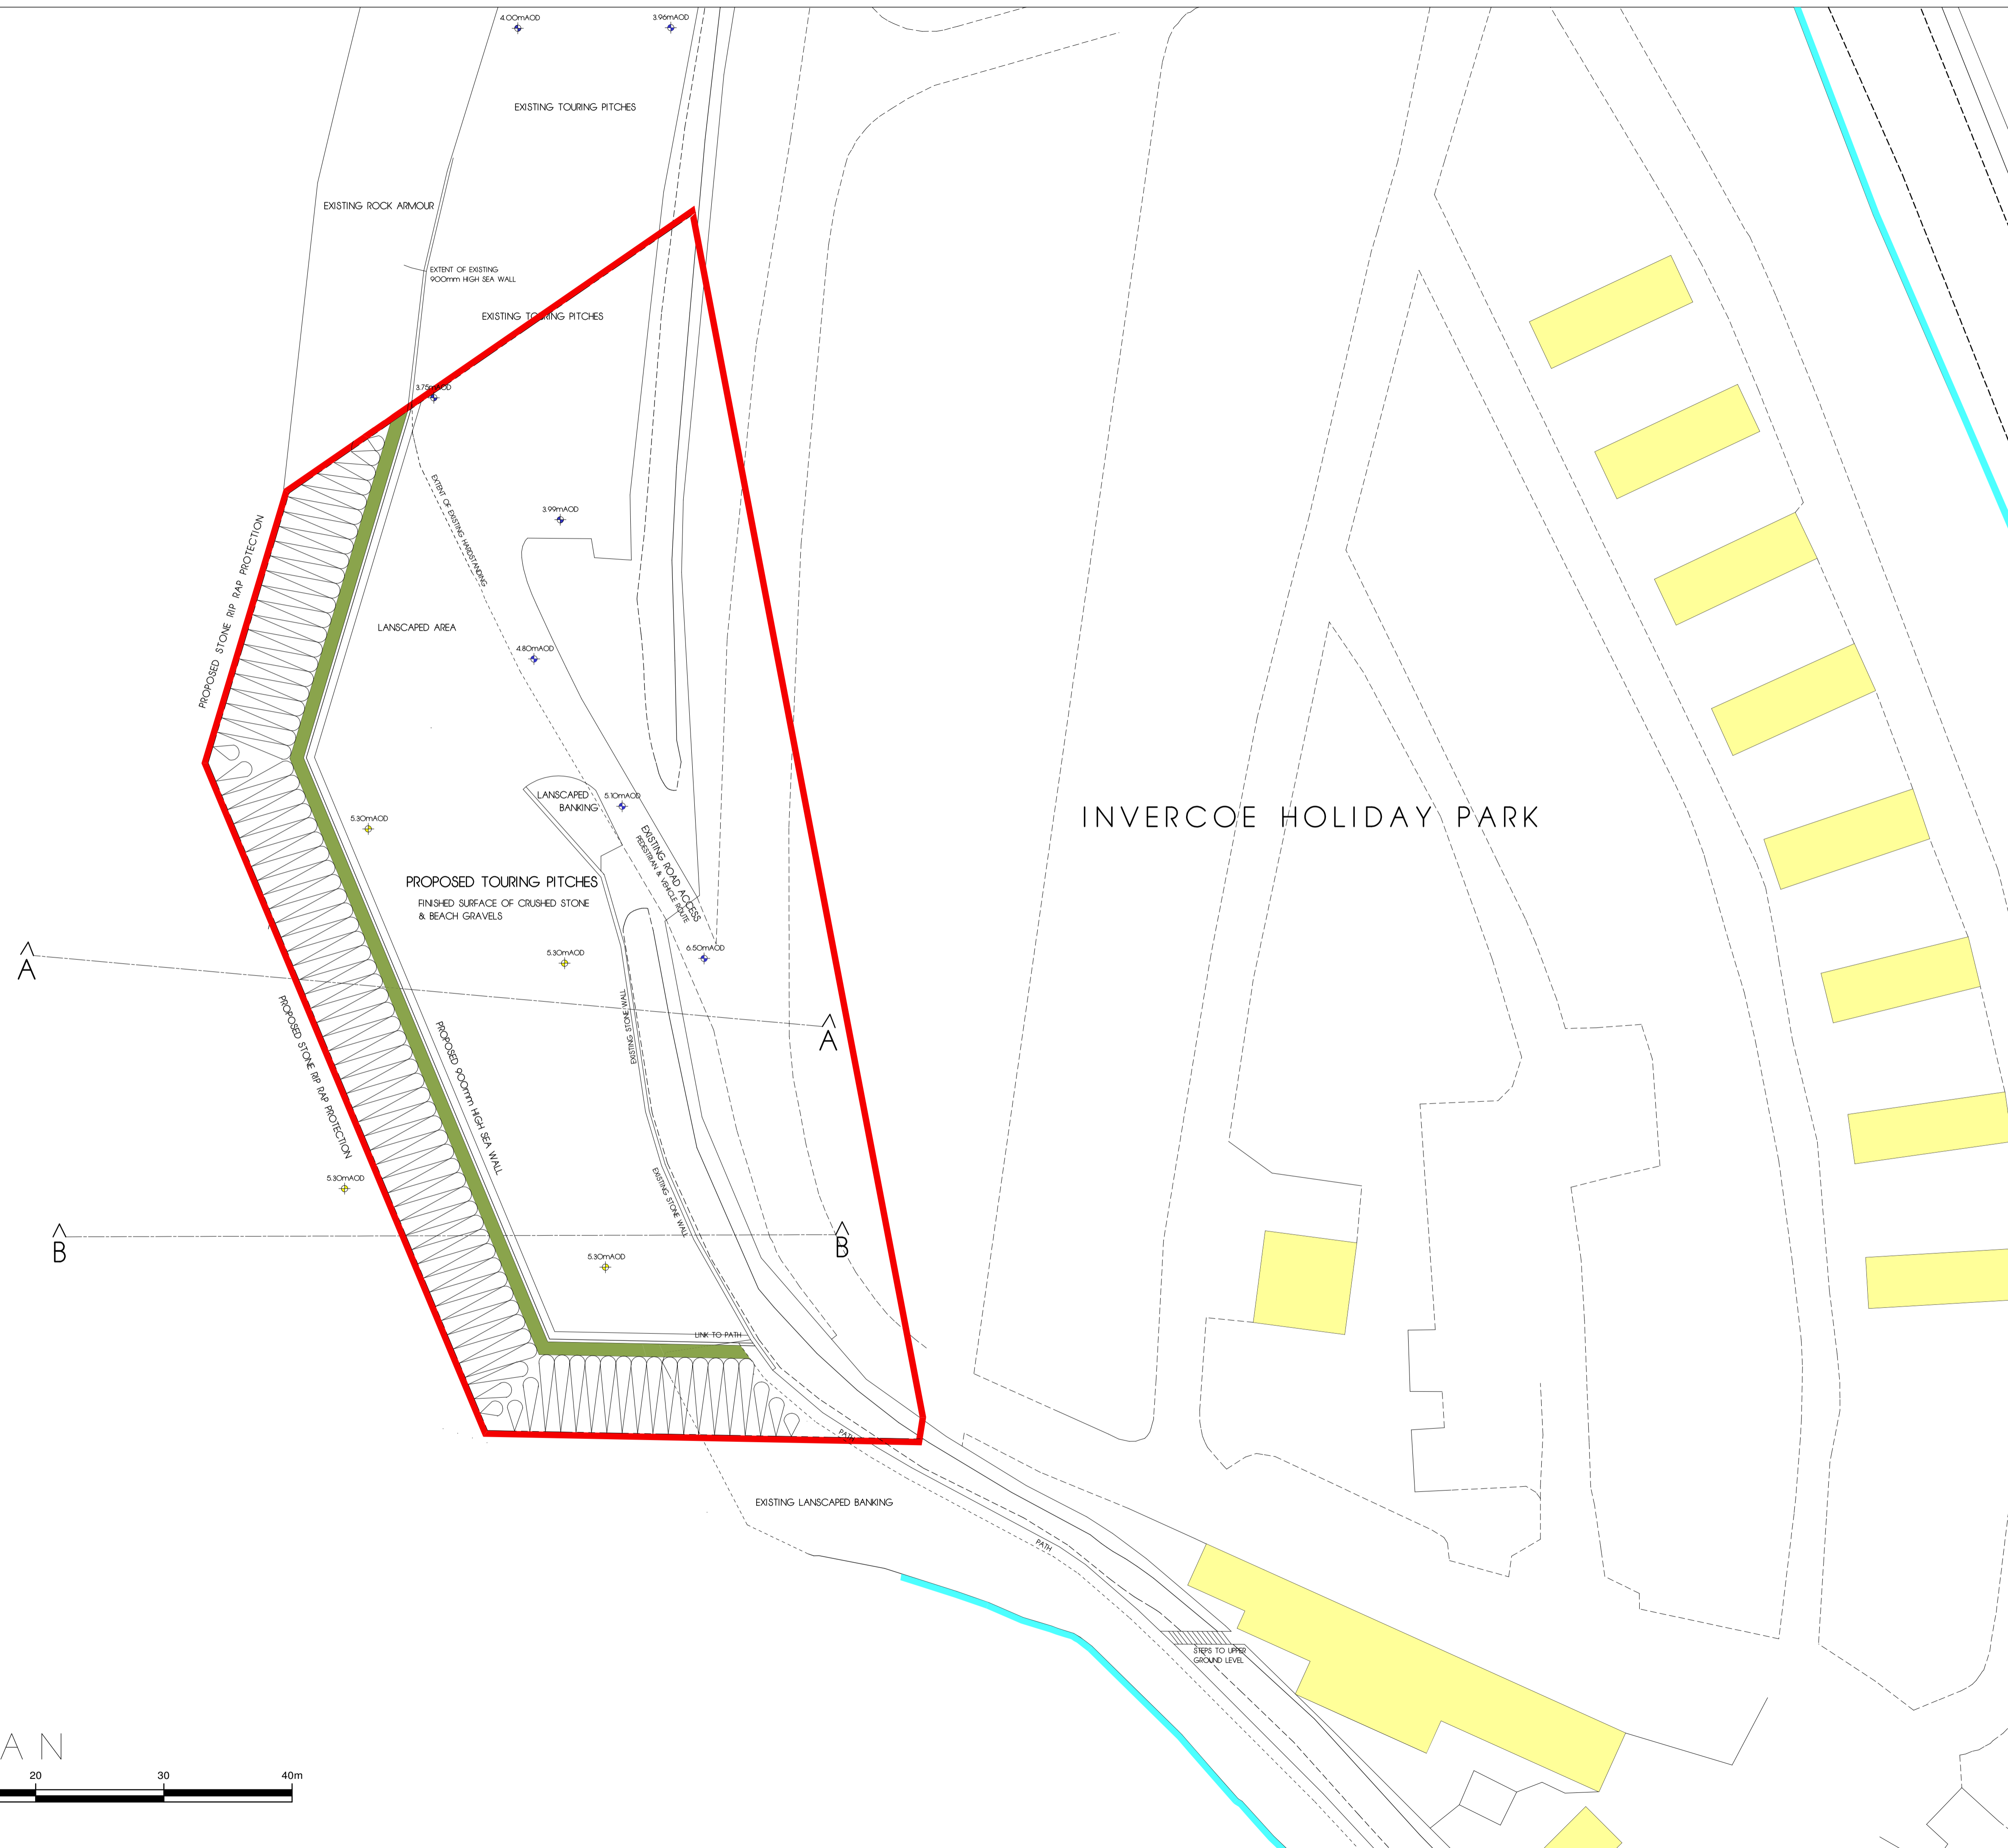 4.00mAOD
3.96mAOD
EXISTING TOURING PITCHES
EXISTING ROCK ARMOUR
EXTENT OF EXISTING
900mm HIGH SEA WALL
EXISTING TOURING PITCHES
3.75mAOD
EXTENT OF EXISTING HARDSTANDING
3.99mAOD
PROPOSED STONE RIP RAP PROTECTION
LANSCAPED AREA
4.80mAOD
LANSCAPED
BANKING
5.10mAOD
5.30mAOD
EXISTING ROAD ACCESS
PEDESTRIAN & VEHICLE ROUTE
INVERCOE HOLIDAY PARK
PROPOSED TOURING PITCHES
FINISHED SURFACE OF CRUSHED STONE
& BEACH GRAVELS
A
5.30mAOD
6.50mAOD
EXISTING STONE WALL
A
PROPOSED STONE RIP RAP PROTECTION
PROPOSED 900mm HIGH SEA WALL
5.30mAOD
EXISTING STONE WALL
B
B
5.30mAOD
LINK TO PATH
PATH
EXISTING LANSCAPED BANKING
PATH
STEPS TO UPPER
GROUND LEVEL
AN
20
30
40m